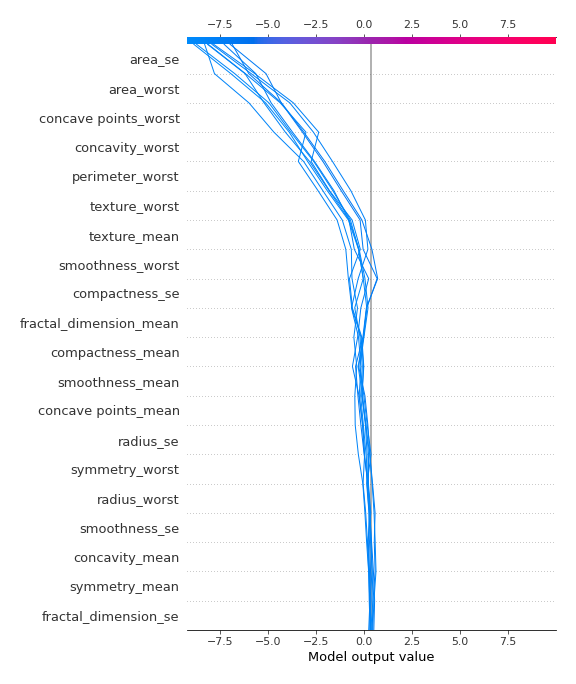 −7.5 −5.0 −2.5 0.0 2.5 5.0 7.5
area_se
area_worst
concave points_worst
concavity_worst
perimeter_worst
texture_worst
texture_mean
smoothness_worst
compactness_se
fractal_dimension_mean
compactness_mean
smoothness_mean
concave points_mean
radius_se
symmetry_worst
radius_worst
smoothness_se
concavity_mean
symmetry_mean
fractal_dimension_se
−7.5 −5.0 −2.5 0.0 2.5 5.0 7.5
Model output value